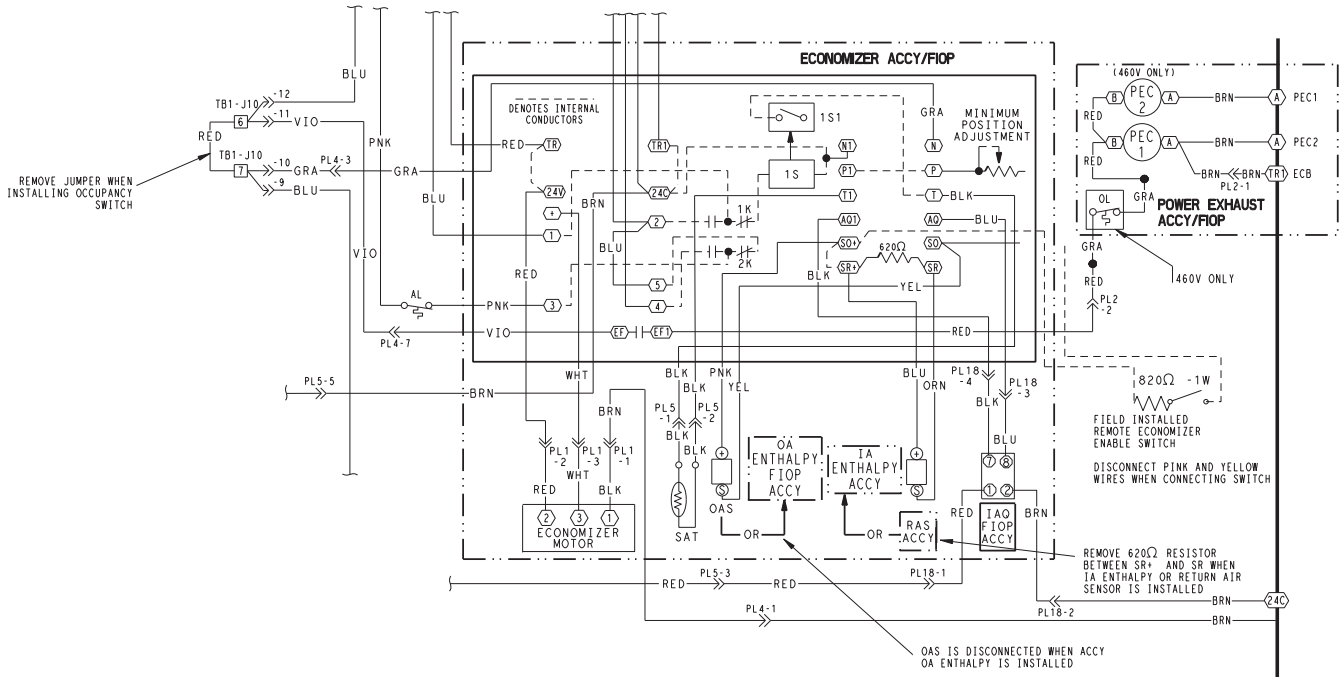 ECONOMIZER ACCY/FIOP
(460V ONLY)
BLU
-12
TB1-J10
6
-11
VIO
RED
TB1-J10
7
-10
GRA
PL4-3
GRA
-9
BLU
REMOVE JUMPER WHEN
INSTALLING OCCUPANCY
SWITCH
PNK
BLU
VIO
AL
PNK
VIO
PL4-7
PL5-5
BRN
DENOTES INTERNAL
CONDUCTORS
RED
TR
24V
+
1
3
RED
BRN
BLU
TR1
24C
2
5
4
EF
EF1
1K
2K
1S1
1S
N1
P1
T1
AQ1
SO+
SR+
620Ω
GRA
N
P
T
AQ
SO
SR
MINIMUM
POSITION
ADJUSTMENT
BLK
BLU
BLK
YEL
RED
B
PEC
2
A
BRN
A
PEC1
RED
B
PEC
1
A
BRN
A
PEC2
RED
BRN
BRN
TR1
ECB
PL2-1
GRA
OL
POWER EXHAUST
ACCY/FIOP
GRA
RED
460V ONLY
PL2
-2
820Ω -1W
FIELD INSTALLED
REMOTE ECONOMIZER
ENABLE SWITCH
DISCONNECT PINK AND YELLOW
WIRES WHEN CONNECTING SWITCH
WHT
BRN
PL1
-2
PL1
-3
PL1
-1
RED
WHT
BLK
2
3
1
ECONOMIZER
MOTOR
BLK
BLK
PNK
YEL
PL5
-1
PL5
-2
BLK
BLK
SAT
+
S
OAS
OR
OA
ENTHALPY
FIOP
ACCY
IA
ENTHALPY
ACCY
OR
RAS
ACCY
BLU
ORN
+
S
PL18
-4
PL18
-3
BLK
BLU
7
8
1
2
RED
BRN
IAQ
FIOP
ACCY
REMOVE 620Ω RESISTOR
BETWEEN SR+ AND SR WHEN
IA ENTHALPY OR RETURN AIR
SENSOR IS INSTALLED
RED
PL5-3
RED
PL18-1
PL4-1
PL18-2
BRN
24C
BRN
OAS IS DISCONNECTED WHEN ACCY
OA ENTHALPY IS INSTALLED